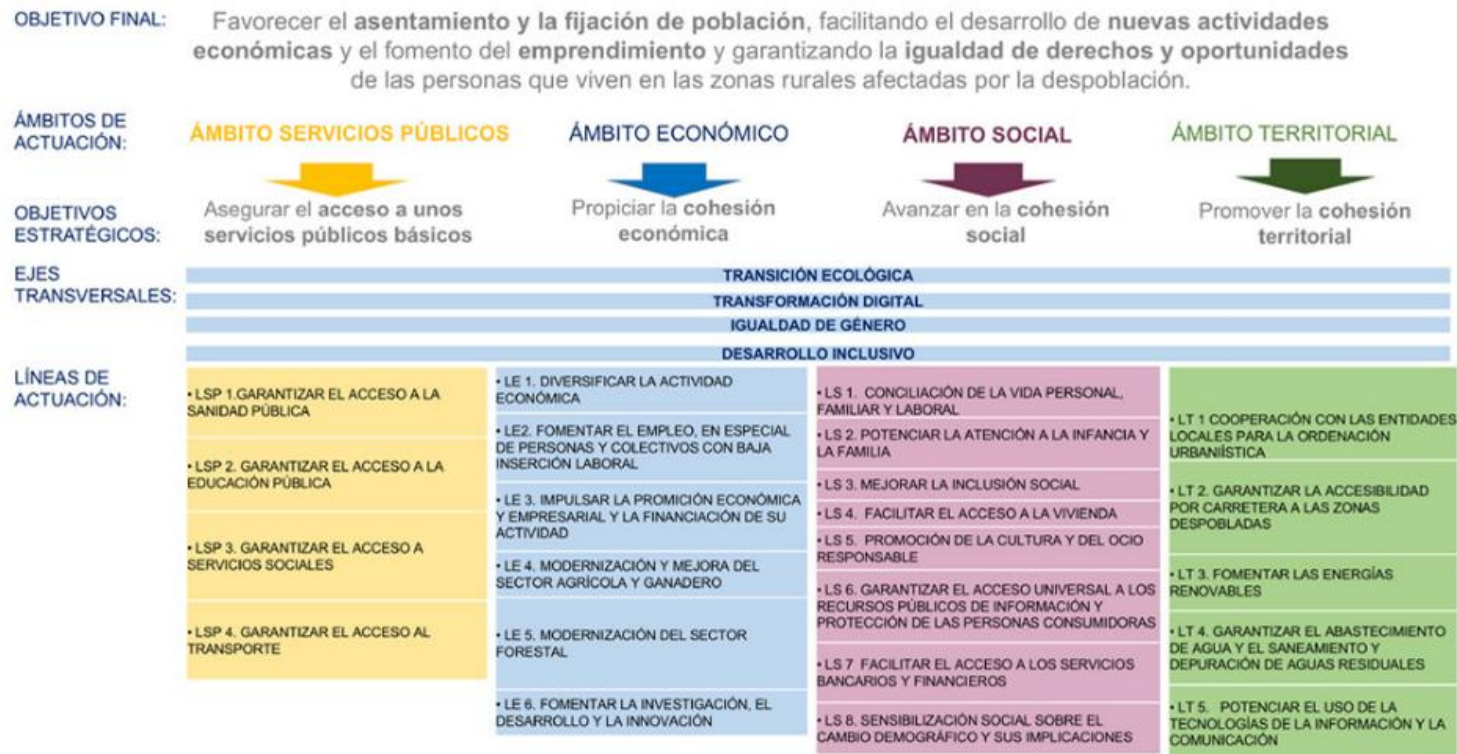 OBJETIVO FINAL:
Favorecer el asentamiento y la fijación de población, facilitando el desarrollo de nuevas actividades
económicas y el fomento del emprendimiento y garantizando la igualdad de derechos y oportunidades
de las personas que viven en las zonas rurales afectadas por la despoblación.
ÁMBITOS DE
ACTUACIÓN:
ÁMBITO SERVICIOS PÚBLICOS
ÁMBITO ECONÓMICO
ÁMBITO SOCIAL
ÁMBITO TERRITORIAL
OBJETIVOS
ESTRATÉGICOS:
Asegurar el acceso a unos
servicios públicos básicos
Propiciar la cohesión
económica
Avanzar en la cohesión
social
Promover la cohesión
territorial
EJES
TRANSVERSALES:
TRANSICIÓN ECOLÓGICA
TRANSFORMACIÓN DIGITAL
IGUALDAD DE GÉNERO
DESARROLLO INCLUSIVO
LÍNEAS DE
ACTUACIÓN:
• LSP 1.GARANTIZAR EL ACCESO A LA
SANIDAD PÚBLICA
• LSP 2. GARANTIZAR EL ACCESO A LA
EDUCACIÓN PÚBLICA
• LSP 3. GARANTIZAR EL ACCESO A
SERVICIOS SOCIALES
• LSP 4. GARANTIZAR EL ACCESO AL
TRANSPORTE
• LE 1. DIVERSIFICAR LA ACTIVIDAD
ECONÓMICA
• LE2. FOMENTAR EL EMPLEO, EN ESPECIAL
DE PERSONAS Y COLECTIVOS CON BAJA
INSERCIÓN LABORAL
• LE 3. IMPULSAR LA PROMICIÓN ECONÓMICA
Y EMPRESARIAL Y LA FINANCIACIÓN DE SU
ACTIVIDAD
• LE 4. MODERNIZACIÓN Y MEJORA DEL
SECTOR AGRÍCOLA Y GANADERO
• LE 5. MODERNIZACIÓN DEL SECTOR
FORESTAL
• LE 6. FOMENTAR LA INVESTIGACIÓN, EL
DESARROLLO Y LA INNOVACIÓN
• LS 1. CONCILIACIÓN DE LA VIDA PERSONAL,
FAMILIAR Y LABORAL
• LS 2. POTENCIAR LA ATENCIÓN A LA INFANCIA Y
LA FAMILIA
• LS 3. MEJORAR LA INCLUSIÓN SOCIAL
• LS 4. FACILITAR EL ACCESO A LA VIVIENDA
• LS 5. PROMOCIÓN DE LA CULTURA Y DEL OCIO
RESPONSABLE
• LS 6. GARANTIZAR EL ACCESO UNIVERSAL A LOS
RECURSOS PÚBLICOS DE INFORMACIÓN Y
PROTECCIÓN DE LAS PERSONAS CONSUMIDORAS
• LS 7 FACILITAR EL ACCESO A LOS SERVICIOS
BANCARIOS Y FINANCIEROS
• LS 8. SENSIBILIZACIÓN SOCIAL SOBRE EL
CAMBIO DEMOGRÁFICO Y SUS IMPLICACIONES
• LT 1 COOPERACIÓN CON LAS ENTIDADES
LOCALES PARA LA ORDENACIÓN
URBANIÍSTICA
• LT 2. GARANTIZAR LA ACCESIBILIDAD
POR CARRETERA A LAS ZONAS
DESPOBLADAS
• LT 3. FOMENTAR LAS ENERGÍAS
RENOVABLES
• LT 4. GARANTIZAR EL ABASTECIMIENTO
DE AGUA Y EL SANEAMIENTO Y
DEPURACIÓN DE AGUAS RESIDUALES
• LT 5. POTENCIAR EL USO DE LA
TECNOLOGÍAS DE LA INFORMACIÓN Y LA
COMUNICACIÓN